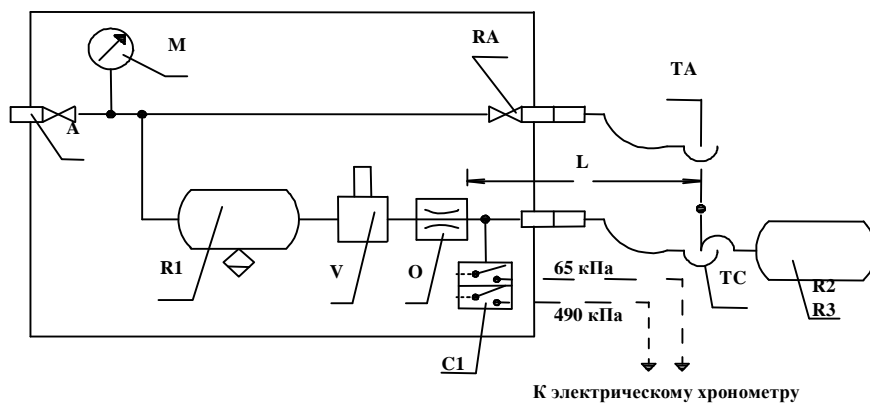 M
RA
TA
A
L
R1
V
O
65 кПа
TC
R2
R3
490 кПа
C1
К электрическому хронометру